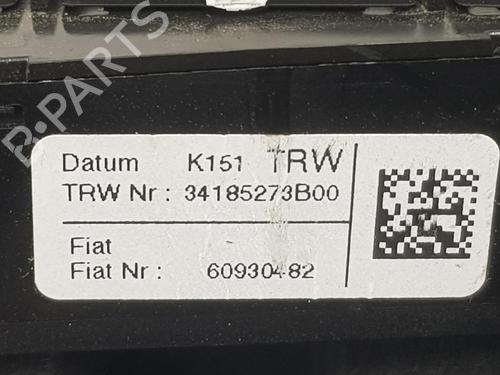 B-PARTS
Datum K151 TRW
TRW Nr : 34185273B00
Fiat
Fiat Nr : 60930482